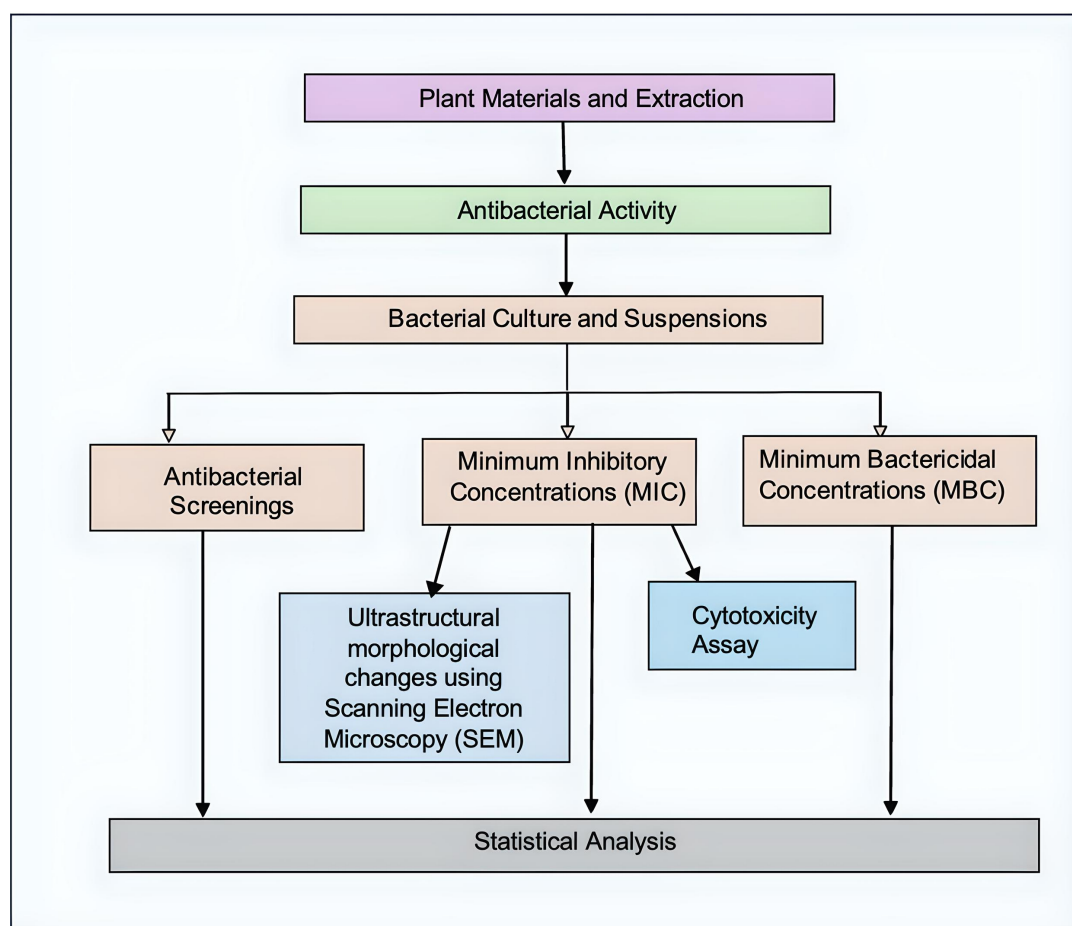 Plant Materials and Extraction
Antibacterial Activity
Bacterial Culture and Suspensions
Antibacterial
Screenings
Minimum Inhibitory
Concentrations (MIC)
Minimum Bactericidal
Concentrations (MBC)
Ultrastructural
morphological
changes using
Scanning Electron
Microscopy (SEM)
Cytotoxicity
Assay
Statistical Analysis